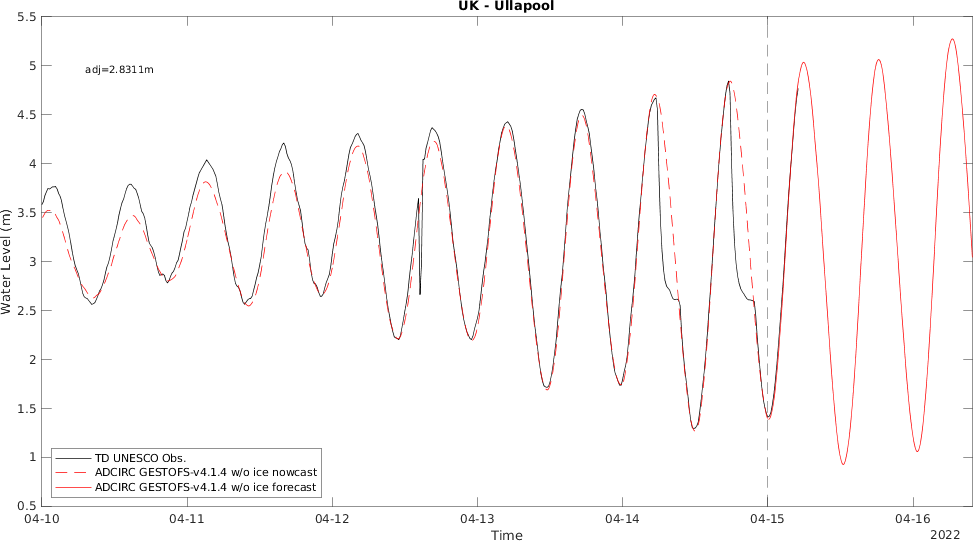 UK - Ullapool
adj=2.8311m
5.5
5
4.5
4
3.5
3
2.5
2
1.5
1
0.5
Water Level (m)
TD UNESCO Obs.
ADCIRC GESTOFS-v4.1.4 w/o ice nowcast
ADCIRC GESTOFS-v4.1.4 w/o ice forecast
04-10 04-11 04-12 04-13 04-14 04-15 04-16
Time
2022